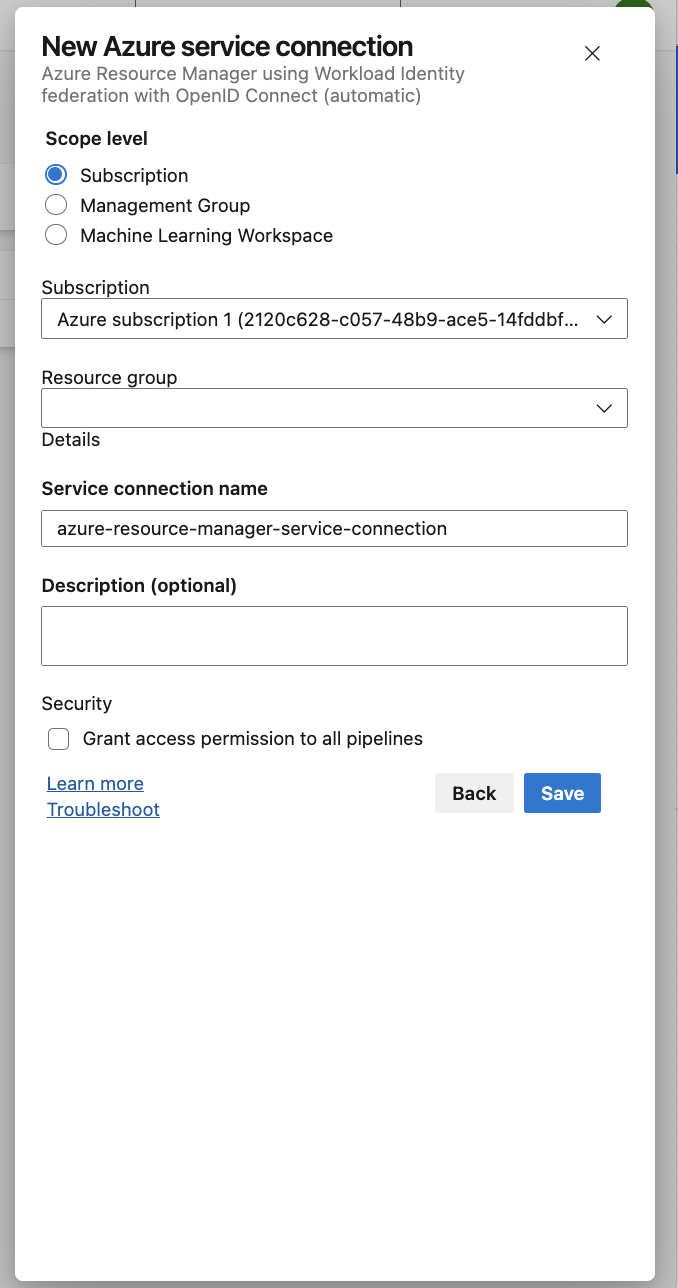 New Azure service connection
Azure Resource Manager using Workload Identity
federation with OpenID Connect (automatic)
Scope level
Subscription
Management Group
Machine Learning Workspace
Subscription
Azure subscription 1 (2120c628-c057-48b9-ace5-14fddbf...
Resource group
Details
Service connection name
azure-resource-manager-service-connection
Description (optional)
Security
Grant access permission to all pipelines
Learn more
Back
Save
Troubleshoot